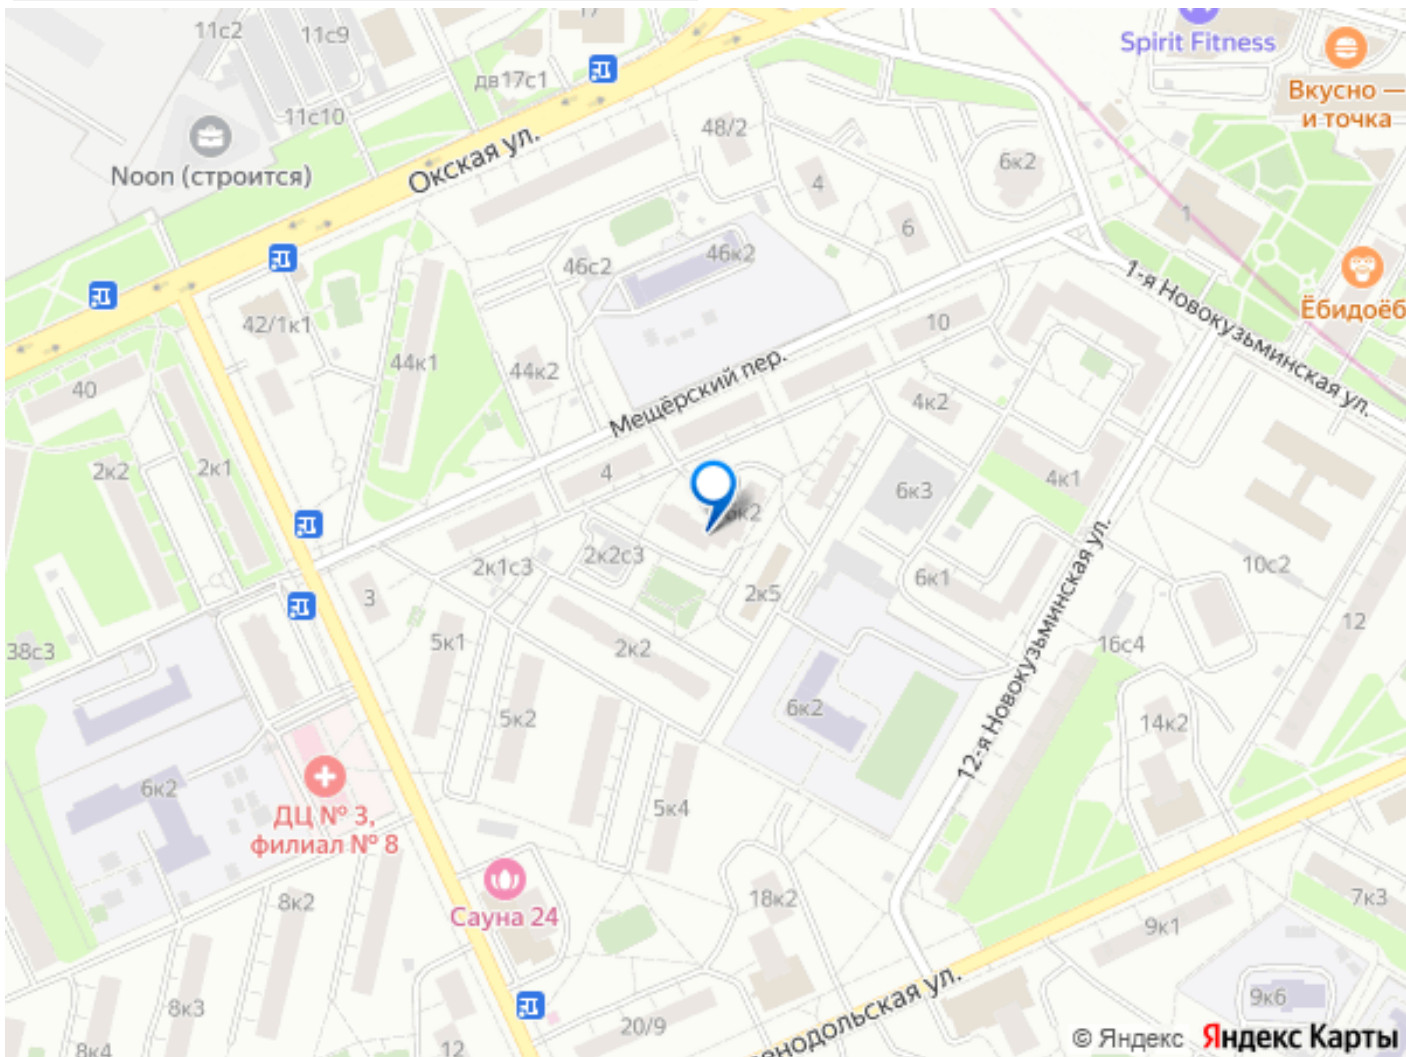 11с2
11с9
17
Spirit Fitness
Вкусно —
и точка
дв17с1
11с10
48/2
Noon (строится)
Окская ул.
6к2
4
1
6
46с2
46к2
1-я Новокузьминская ул.
Ёбидоёб
42/1к1
10
44к1
44к2
40
Мещёрский пер.
4к2
2к2
2к1
4
4к1
6к3
6к2
2к1с3
2к2с3
10с2
3
2к5
6к1
12
12-я Новокузьминская ул.
38с3
5к1
2к2
16с4
5к2
6к2
14к2
6к2
5к4
ДЦ № 3,
филиал № 8
8к2
18к2
7к3
Сауна 24
9к1
8к3
20/9
9к6
8к4
12
енодольская ул.
© Яндекс Яндекс Карты